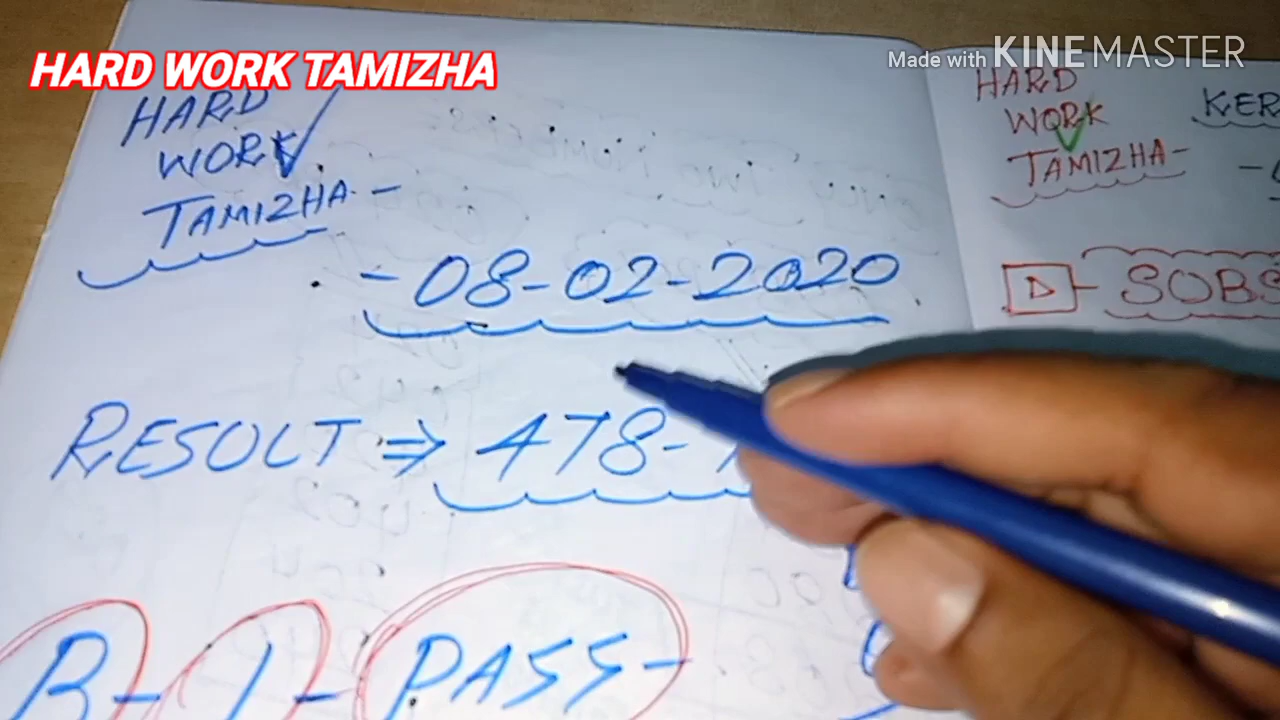 HARD WORK TAMIZHA
Made with KINEMASTER
HARD
WORK
TAMIZHA-
-08-02-2020
RESULT ⇒ 478-
B-1-PASS-
HARD
WORK
TAMIZHA-
KER
D - SOBS